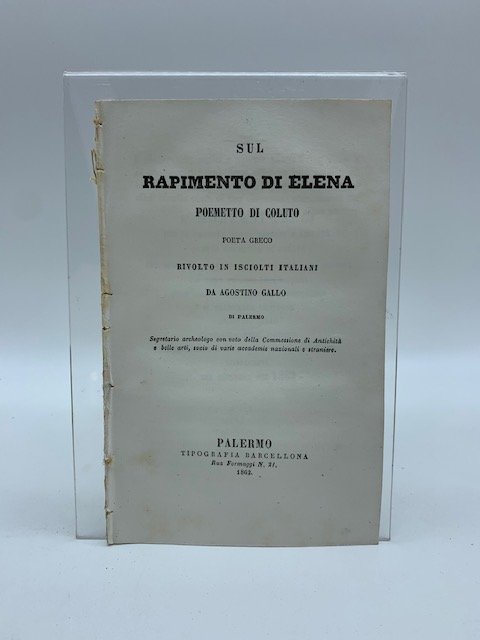 SUL
RAPIMENTO DI ELENA
POEMETTO DI COLUTO
POETA GRECO
RIVOLTO IN ISCIOLTI ITALIANI
DA AGOSTINO GALLO
DI PALERMO
Segretario archeologo con voto della Commessione di Antichità
e belle arti, socio di varie accademie nazionali e straniere.
PALERMO
TIPOGRAFIA BARCELLONA
Rua Formaggi N. 21.
1862.